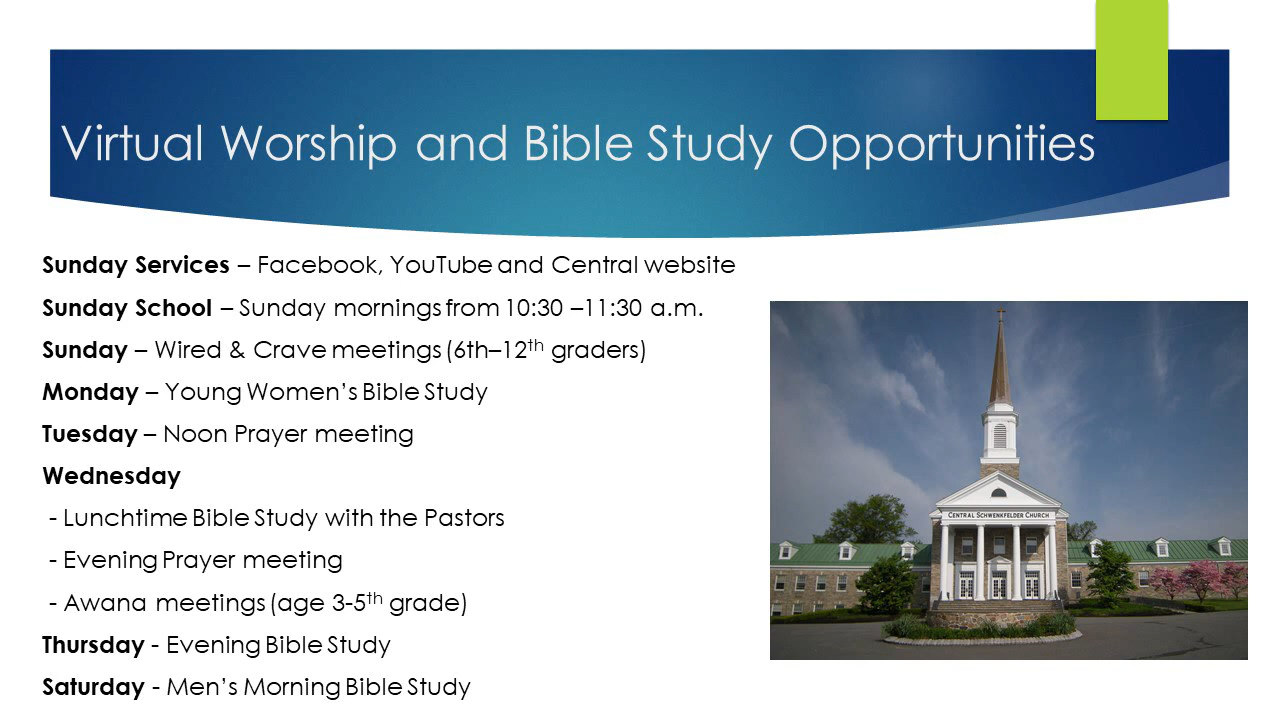 Virtual Worship and Bible Study Opportunities
Sunday Services – Facebook, YouTube and Central website
Sunday School – Sunday mornings from 10:30 –11:30 a.m.
Sunday – Wired & Crave meetings (6th–12th graders)
Monday – Young Women’s Bible Study
Tuesday – Noon Prayer meeting
Wednesday
- Lunchtime Bible Study with the Pastors
- Evening Prayer meeting
- Awana meetings (age 3-5th grade)
Thursday - Evening Bible Study
Saturday - Men’s Morning Bible Study
CENTRAL SCHWENKFELDER CHURCH